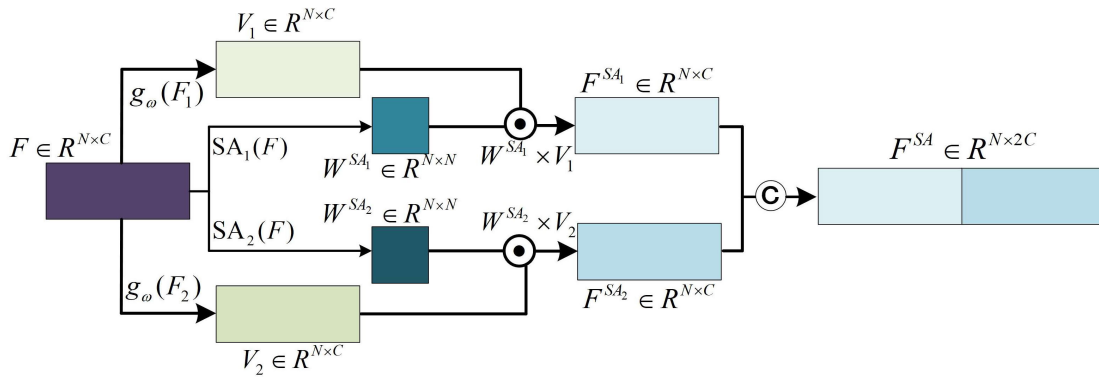 V₁ ∈ R^{N×C}
g_ω(F₁)
F^{SA₁} ∈ R^{N×C}
F ∈ R^{N×C}
SA₁(F)
W^{SA₁} ∈ R^{N×N}
W^{SA₁} × V₁
F^{SA} ∈ R^{N×2C}
C
SA₂(F)
W^{SA₂} ∈ R^{N×N}
W^{SA₂} × V₂
g_ω(F₂)
F^{SA₂} ∈ R^{N×C}
V₂ ∈ R^{N×C}